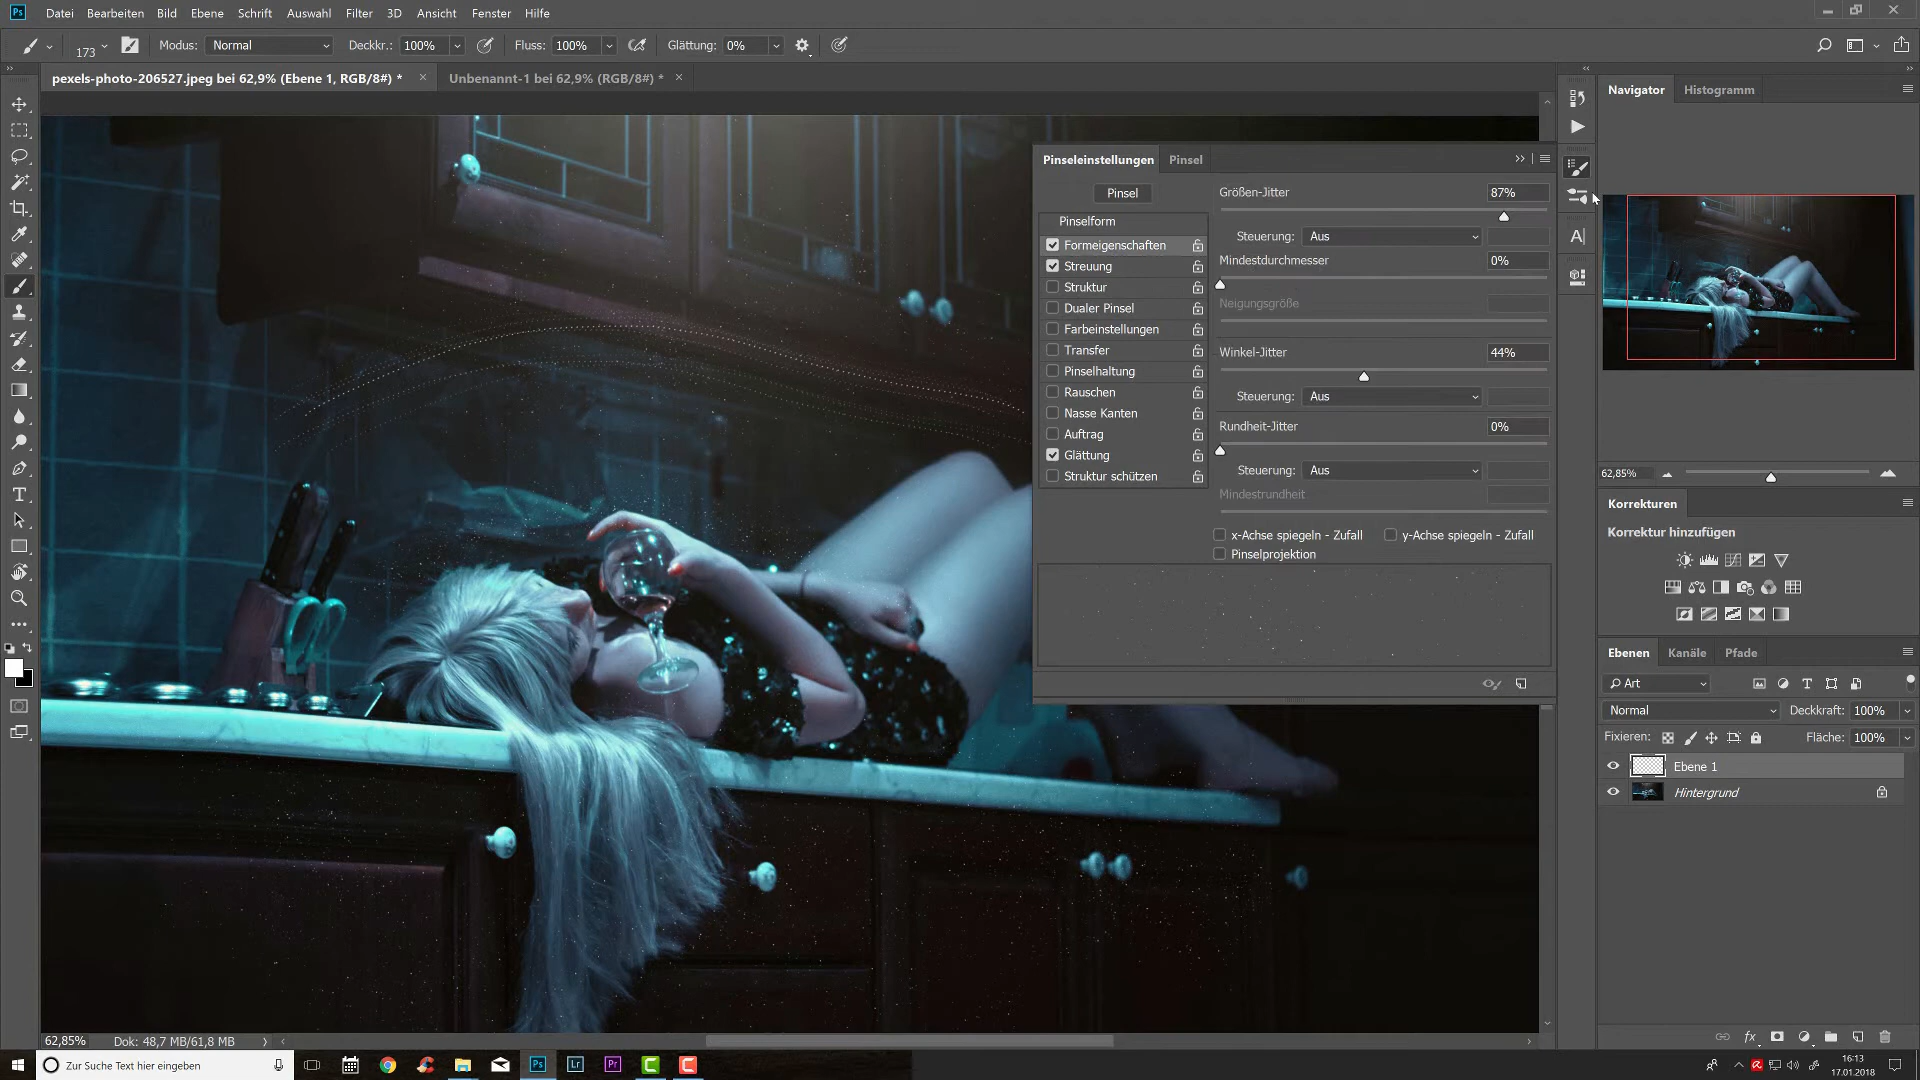 Ps Datei Bearbeiten Bild Ebene Schrift Auswahl Filter 3D Ansicht Fenster Hilfe
173 Modus: Normal Deckkr.: 100% Fluss: 100% Glättung: 0%
pexels-photo-206527.jpeg bei 62,9% (Ebene 1, RGB/8#) * Unbenannt-1 bei 62,9% (RGB/8#) *
Navigator Histogramm
Pinseleinstellungen Pinsel
Pinsel
Größen-Jitter 87%
Pinselform
Steuerung: Aus
Formeigenschaften
Mindestdurchmesser 0%
Streuung
Struktur
Neigungsgröße
Dualer Pinsel
Farbeinstellungen
Transfer
Winkel-Jitter 44%
Pinselhaltung
Rauschen
Steuerung: Aus
Nasse Kanten
Rundheit-Jitter 0%
Auftrag
Glättung
Steuerung: Aus
Struktur schützen
Mindestrundheit
x-Achse spiegeln - Zufall y-Achse spiegeln - Zufall
Pinselprojektion
62,85%
Korrekturen
Korrektur hinzufügen
Ebenen Kanäle Pfade
Art
Normal Deckkraft: 100%
Fixieren: Fläche: 100%
Ebene 1
Hintergrund
62,85% Dok: 48,7 MB/61,8 MB
Zur Suche Text hier eingeben
Ps Lr Pr
16:13
17.01.2018